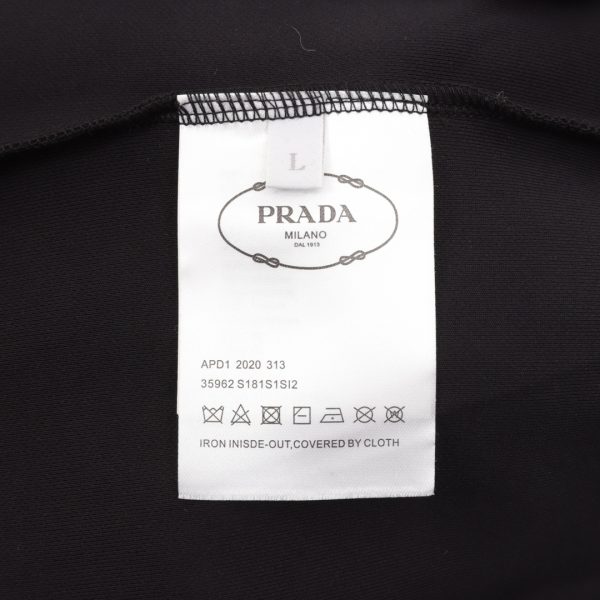 L
PRADA
MILANO
DAL 1913
APD1 2020 313
35962 S181S1SI2
IRON INISDE-OUT,COVERED BY CLOTH